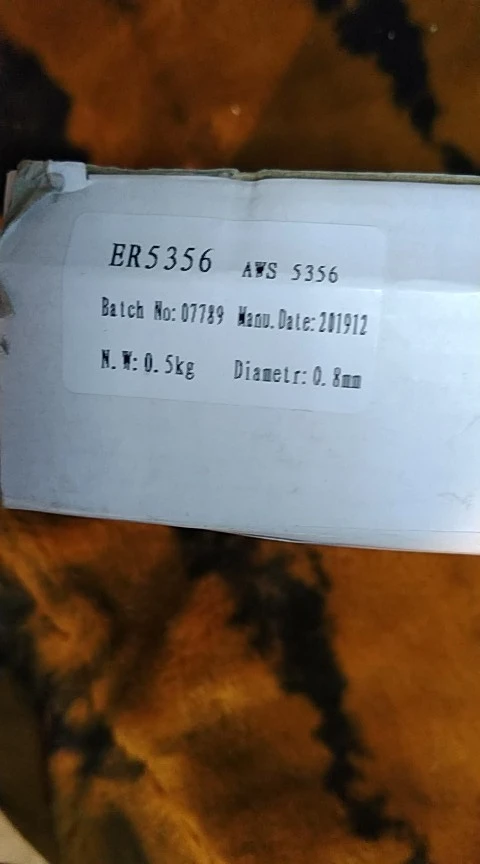 ER5356 AWS 5356
Batch No: 07789 Manu. Date: 201912
N. W: 0. 5kg Diametr: 0. 8mm